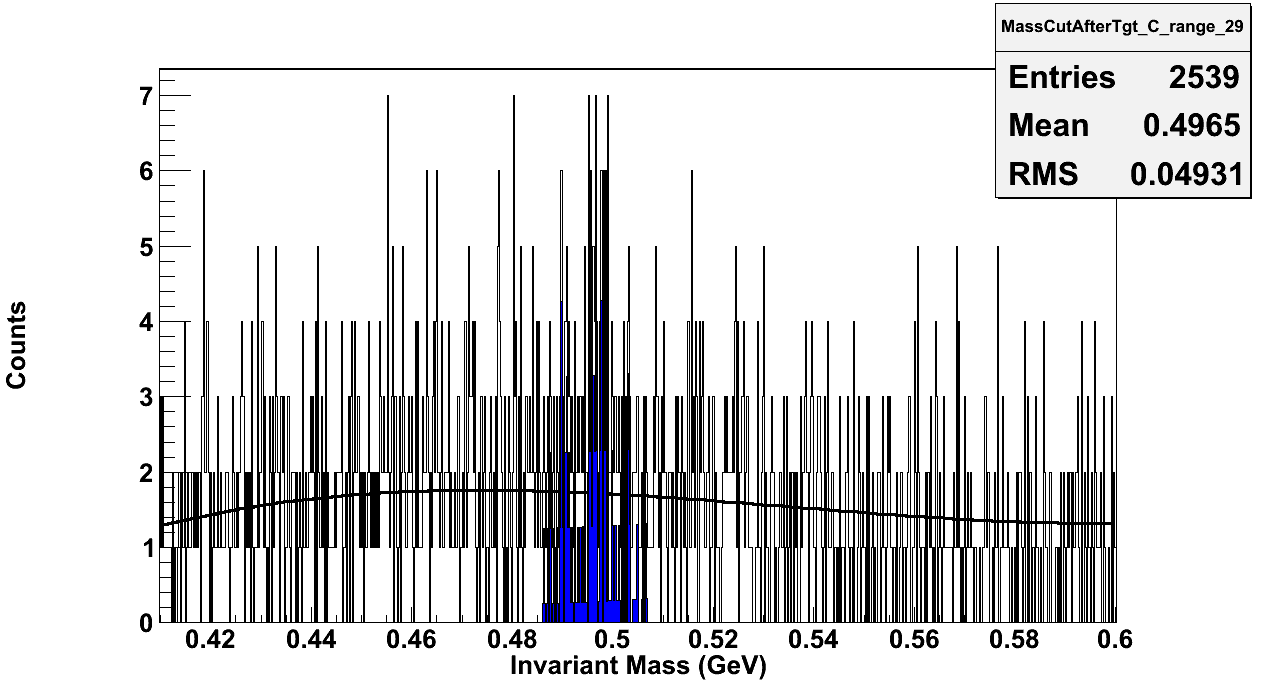 MassCutAfterTgt_C_range_29
Entries 2539
Mean 0.4965
RMS 0.04931
Counts
7
6
5
4
3
2
1
0
0.42 0.44 0.46 0.48 0.5 0.52 0.54 0.56 0.58 0.6
Invariant Mass (GeV)